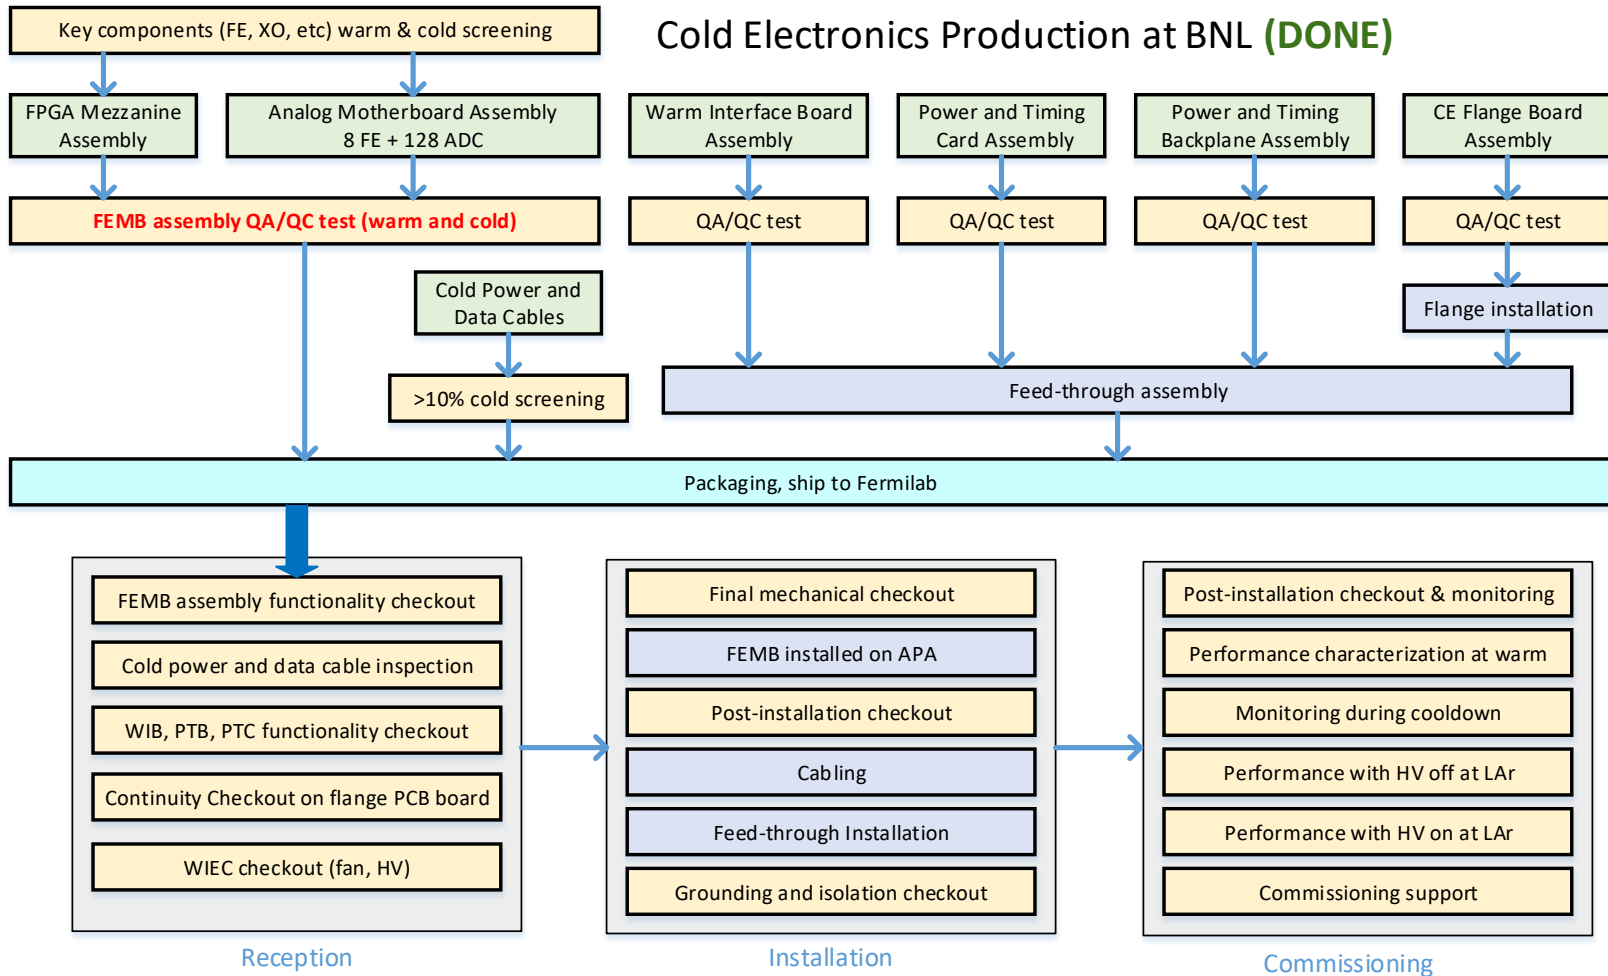 Cold Electronics Production at BNL (DONE)
Key components (FE, XO, etc) warm & cold screening
FPGA Mezzanine
Assembly
Analog Motherboard Assembly
8 FE + 128 ADC
Warm Interface Board
Assembly
Power and Timing
Card Assembly
Power and Timing
Backplane Assembly
CE Flange Board
Assembly
FEMB assembly QA/QC test (warm and cold)
QA/QC test
QA/QC test
QA/QC test
QA/QC test
Cold Power and
Data Cables
Flange installation
>10% cold screening
Feed-through assembly
Packaging, ship to Fermilab
FEMB assembly functionality checkout
Cold power and data cable inspection
WIB, PTB, PTC functionality checkout
Continuity Checkout on flange PCB board
WIEC checkout (fan, HV)
Reception
Final mechanical checkout
FEMB installed on APA
Post-installation checkout
Cabling
Feed-through Installation
Grounding and isolation checkout
Installation
Post-installation checkout & monitoring
Performance characterization at warm
Monitoring during cooldown
Performance with HV off at LAr
Performance with HV on at LAr
Commissioning support
Commissioning